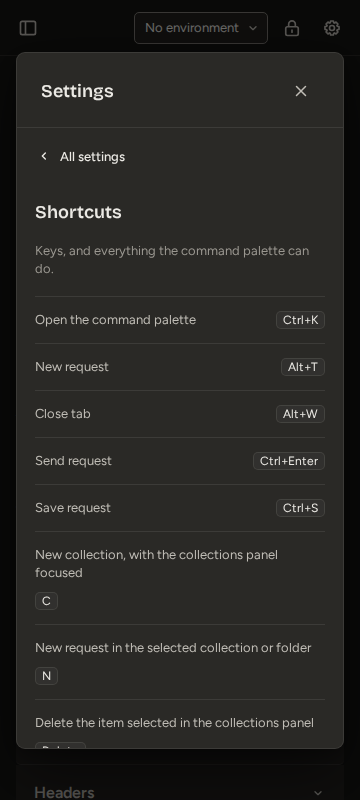 No environment
Settings
All settings
Shortcuts
Keys, and everything the command palette can
do.
Open the command palette
Ctrl+K
New request
Alt+T
Close tab
Alt+W
Send request
Ctrl+Enter
Save request
Ctrl+S
New collection, with the collections panel
focused
C
New request in the selected collection or folder
N
Delete the item selected in the collections panel
Headers